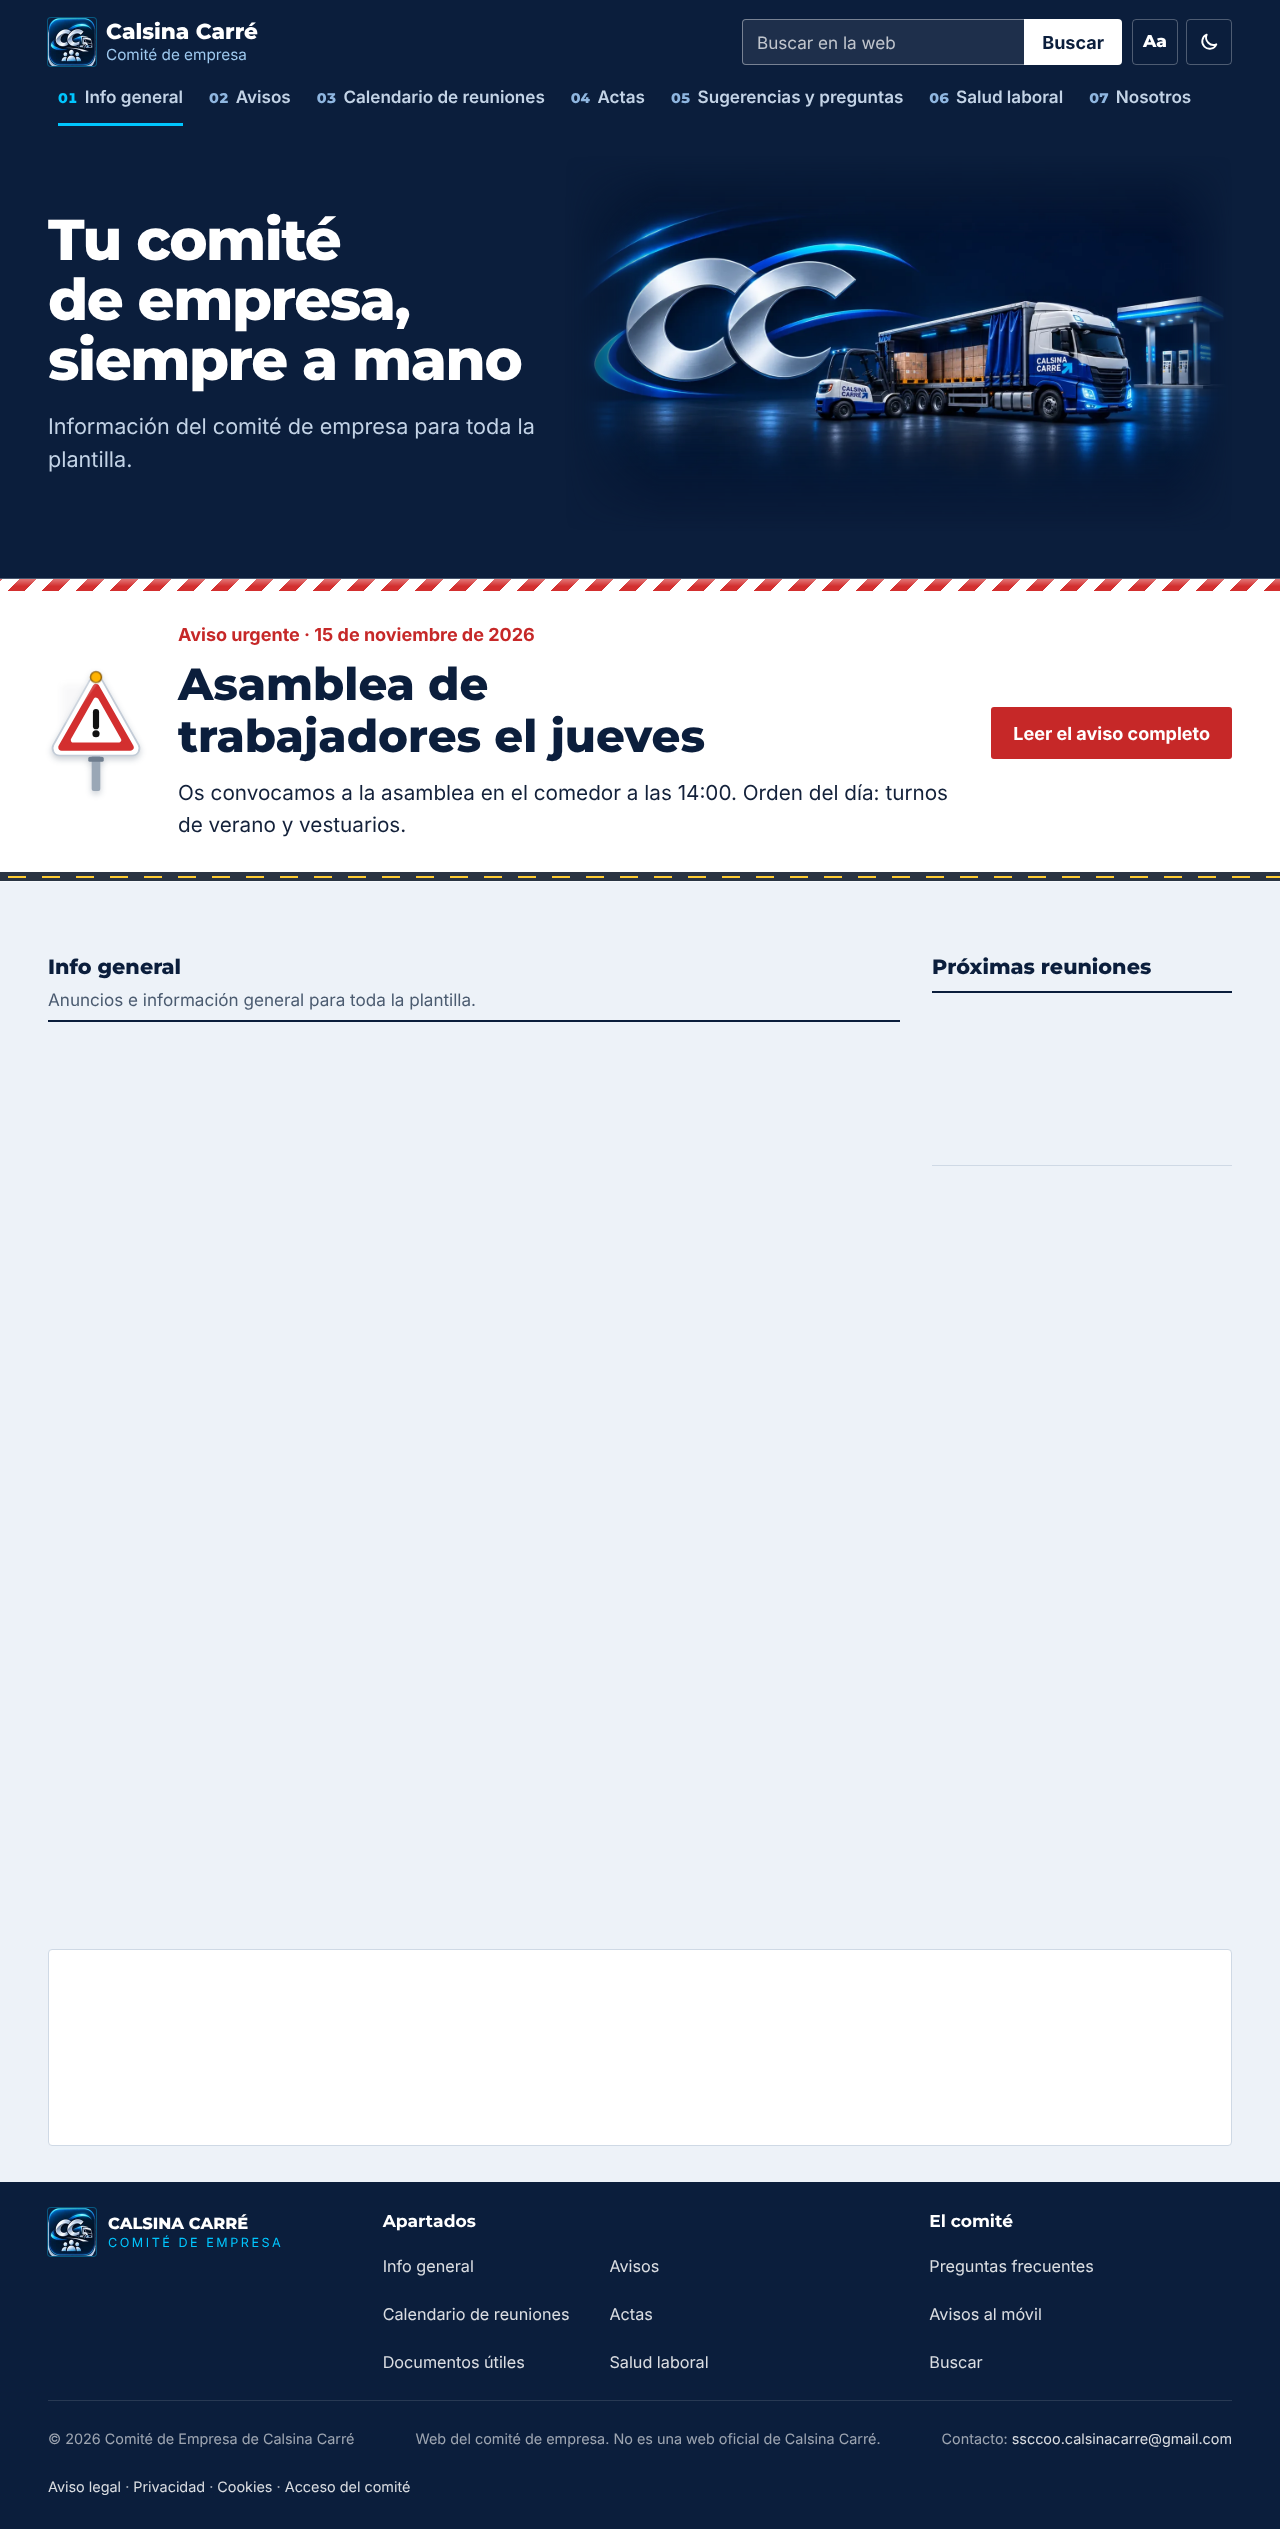 Calsina Carré
Comité de empresa
Buscar en la web
Buscar
Aa
01 Info general
02 Avisos
03 Calendario de reuniones
04 Actas
05 Sugerencias y preguntas
06 Salud laboral
07 Nosotros
Tu comité
de empresa,
siempre a mano
Información del comité de empresa para toda la
plantilla.
CC
CALSINA
CARRÉ
CALSINA
CARRÉ
Aviso urgente · 15 de noviembre de 2026
Asamblea de
trabajadores el jueves
Os convocamos a la asamblea en el comedor a las 14:00. Orden del día: turnos
de verano y vestuarios.
Leer el aviso completo
Info general
Anuncios e información general para toda la plantilla.
Próximas reuniones
CALSINA CARRÉ
COMITÉ DE EMPRESA
Apartados
Info general
Avisos
Calendario de reuniones
Actas
Documentos útiles
Salud laboral
El comité
Preguntas frecuentes
Avisos al móvil
Buscar
© 2026 Comité de Empresa de Calsina Carré
Web del comité de empresa. No es una web oficial de Calsina Carré.
Contacto: ssccoo.calsinacarre@gmail.com
Aviso legal · Privacidad · Cookies · Acceso del comité